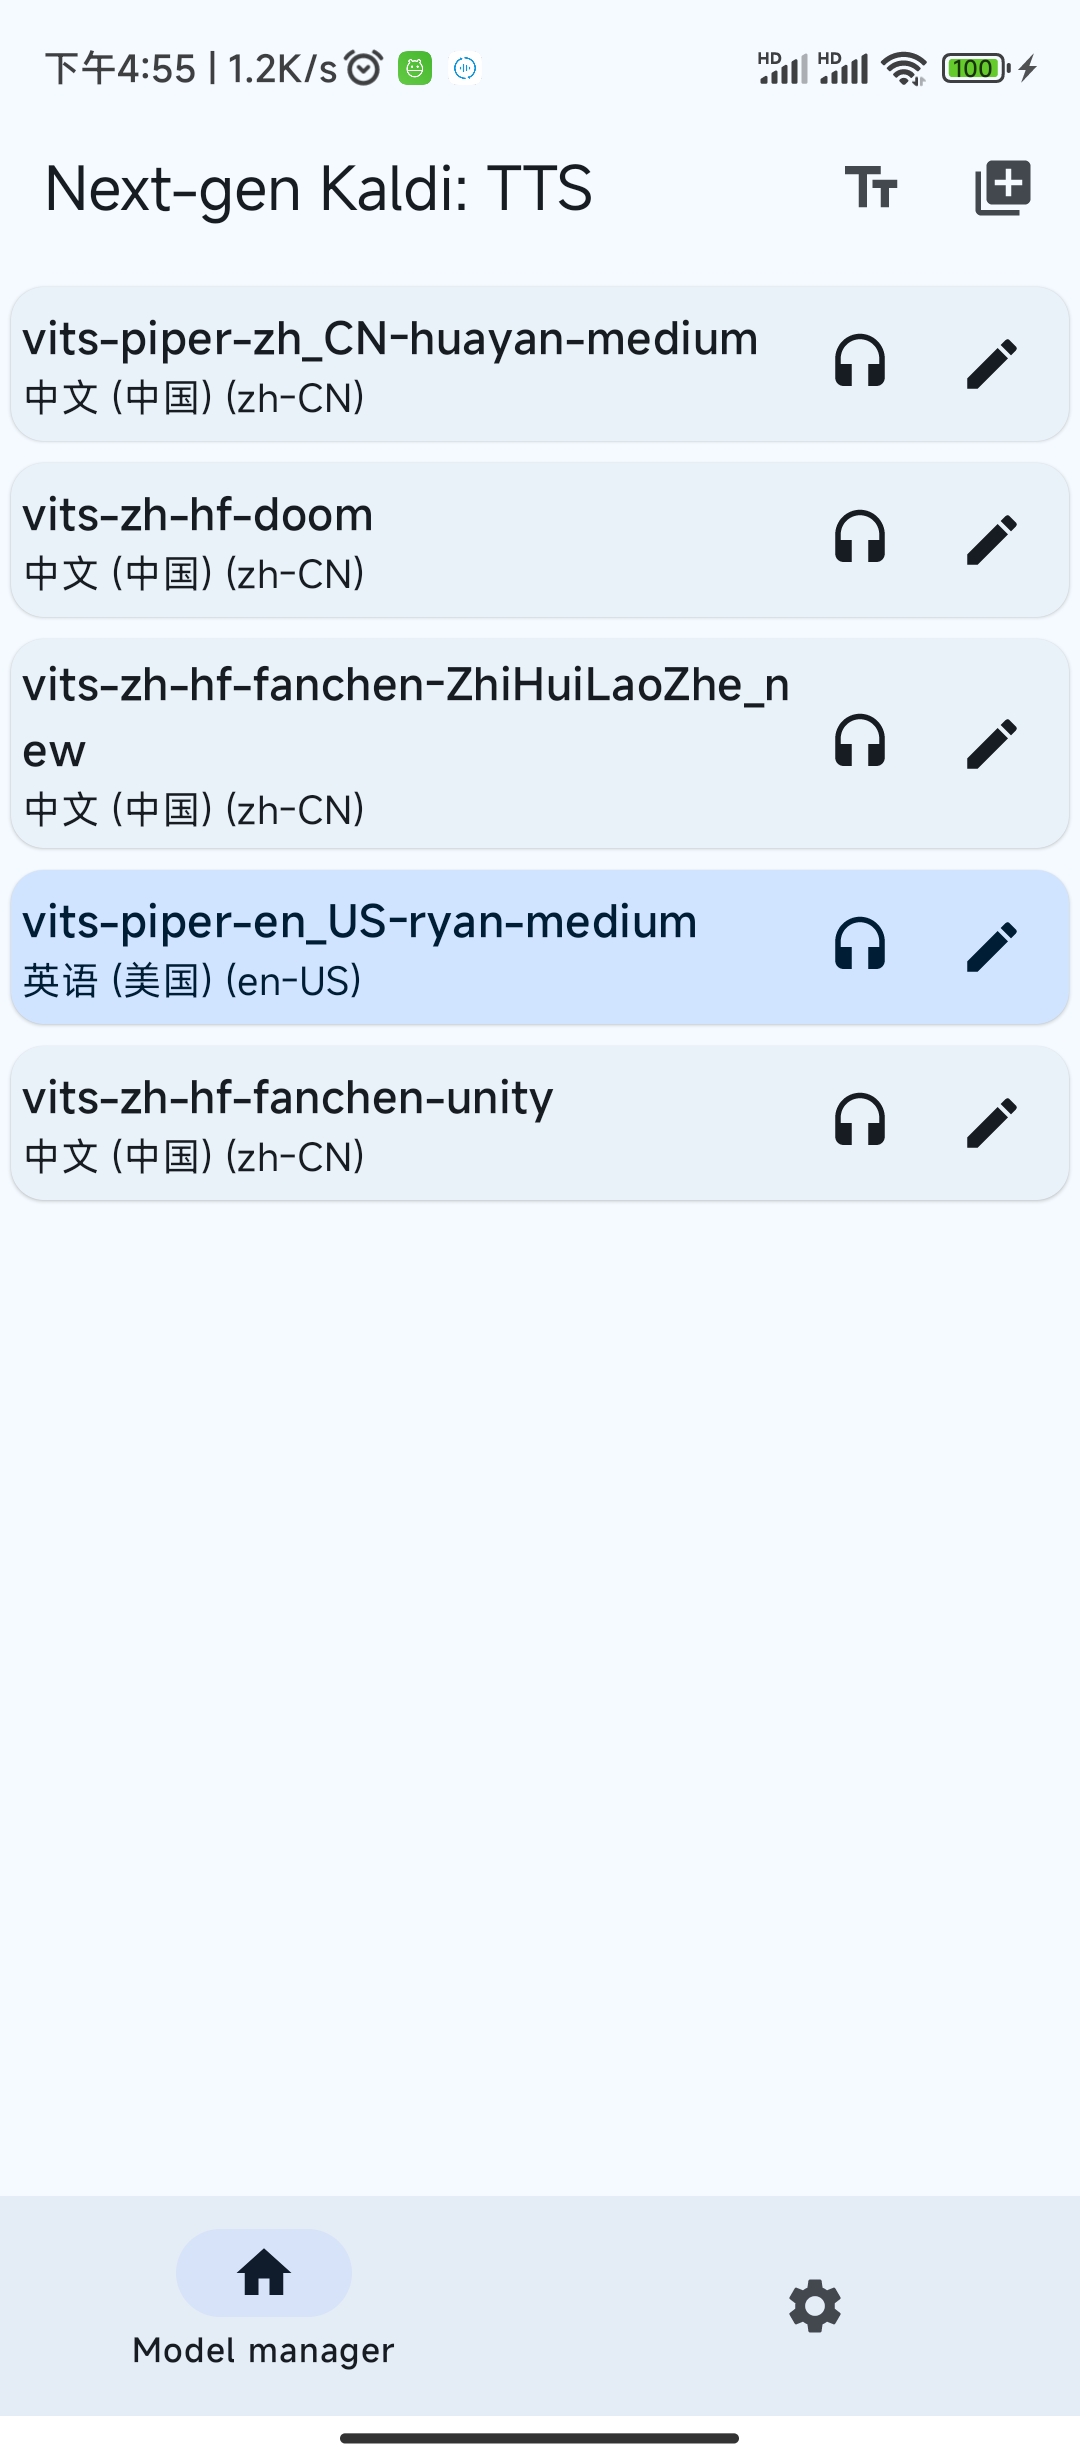 下午4:55 | 1.2K/s
HD HD 100
Next-gen Kaldi: TTS
vits-piper-zh_CN-huayan-medium
中文 (中国) (zh-CN)
vits-zh-hf-doom
中文 (中国) (zh-CN)
vits-zh-hf-fanchen-ZhiHuiLaoZhe_n
ew
中文 (中国) (zh-CN)
vits-piper-en_US-ryan-medium
英语 (美国) (en-US)
vits-zh-hf-fanchen-unity
中文 (中国) (zh-CN)
Model manager